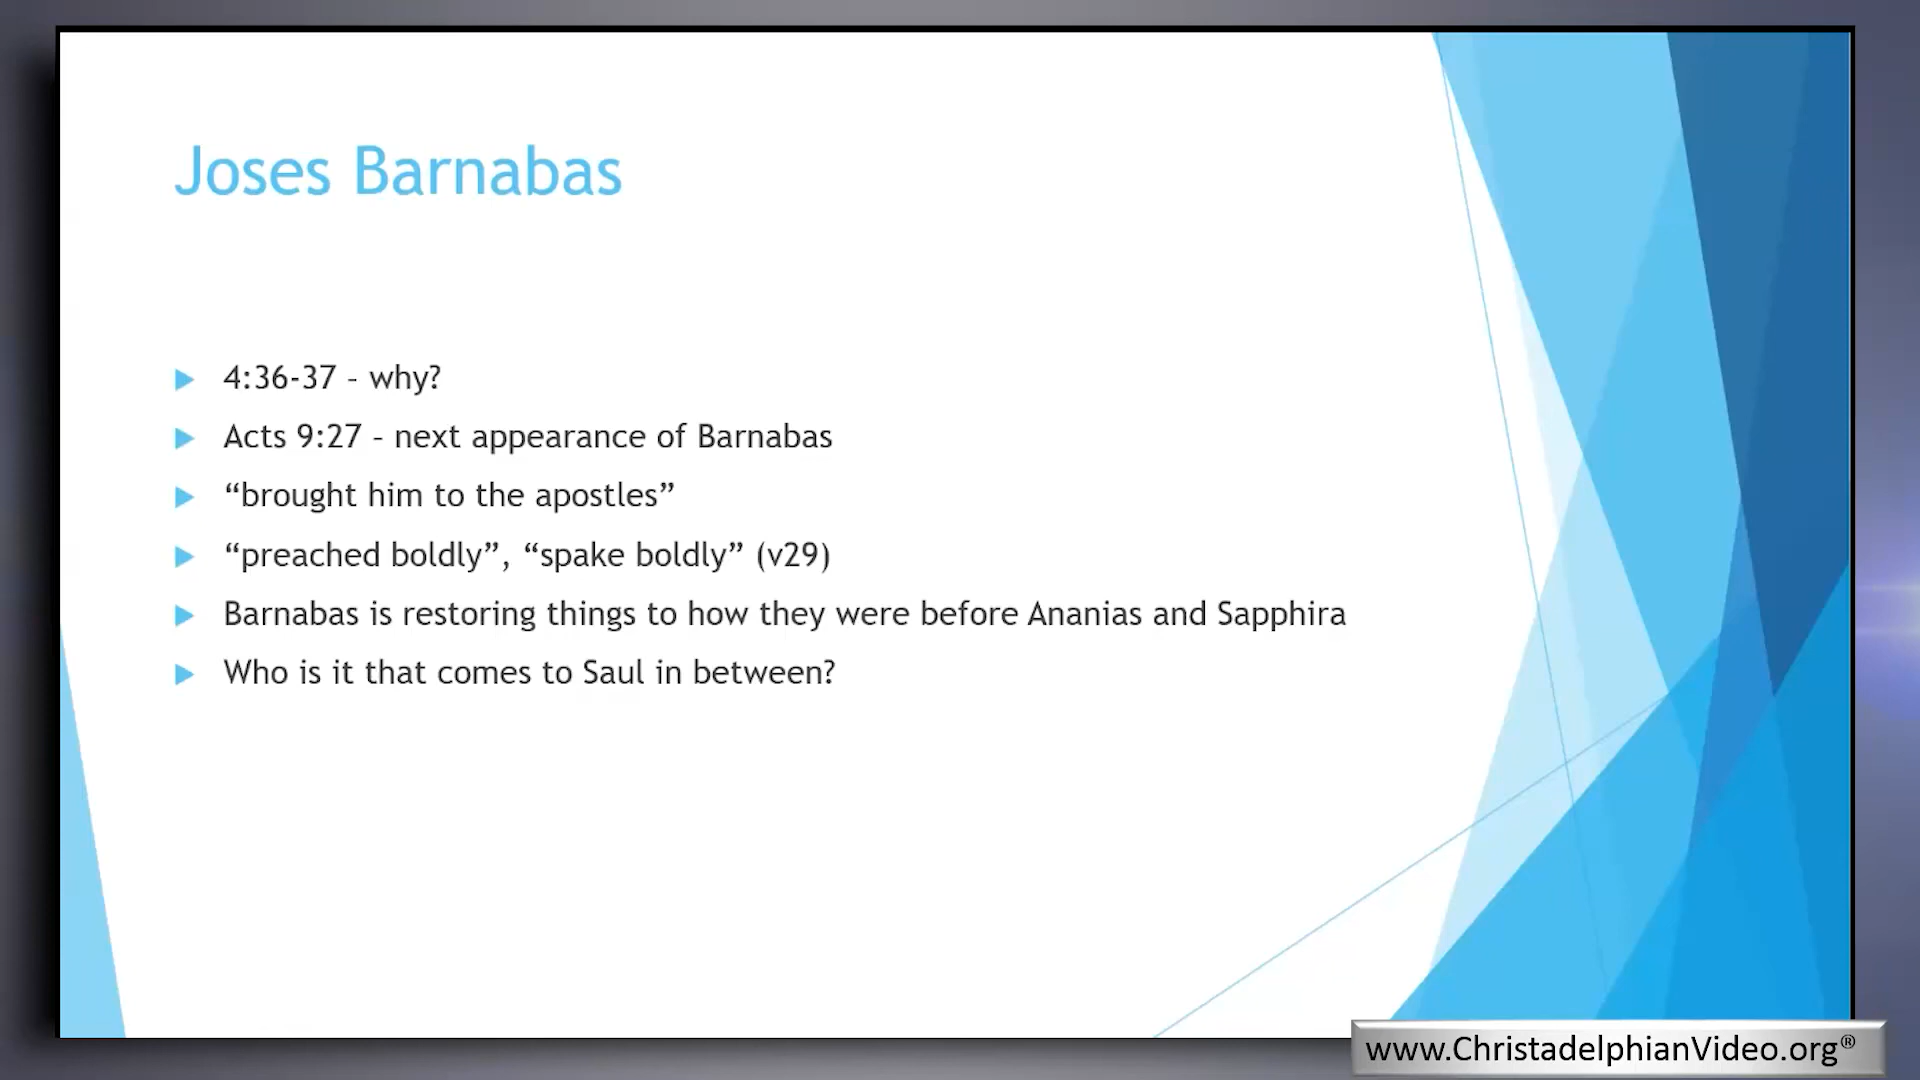 Joses Barnabas
4:36-37 – why?
Acts 9:27 – next appearance of Barnabas
“brought him to the apostles”
“preached boldly”, “spake boldly” (v29)
Barnabas is restoring things to how they were before Ananias and Sapphira
Who is it that comes to Saul in between?
www.ChristadelphianVideo.org®